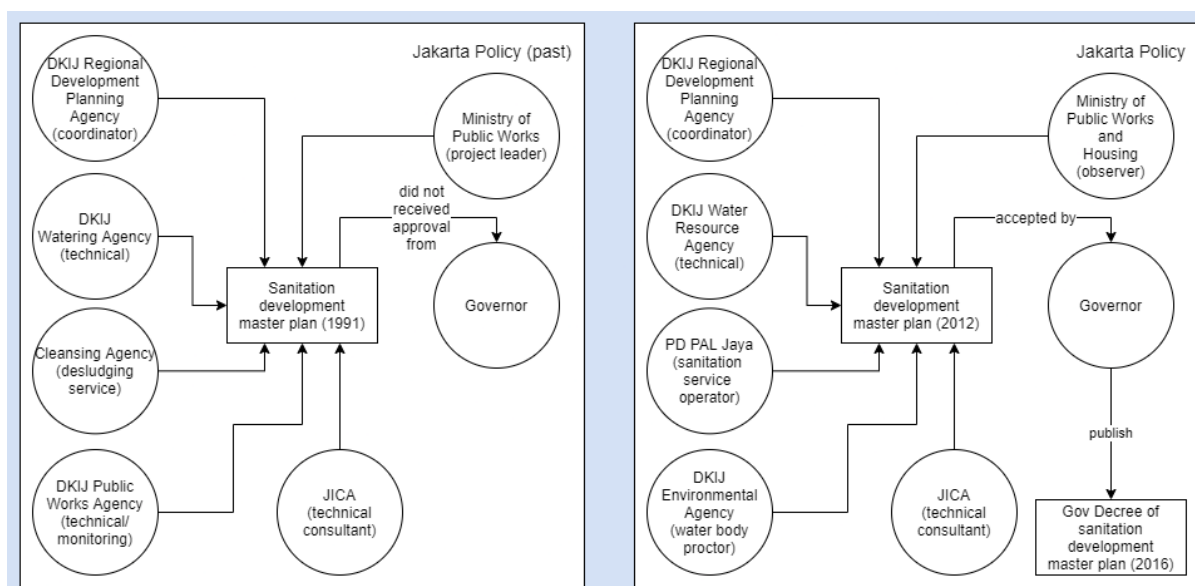 Jakarta Policy (past)
DKIJ Regional
Development
Planning
Agency
(coordinator)
Ministry of
Public Works
(project leader)
did not
received
approval
from
DKIJ
Watering Agency
(technical)
Governor
Sanitation
development
master plan (1991)
Cleansing Agency
(desludging
service)
DKIJ Public
Works Agency
(technical/
monitoring)
JICA
(technical
consultant)
Jakarta Policy
DKIJ Regional
Development
Planning
Agency
(coordinator)
Ministry of
Public Works
and
Housing
(observer)
accepted by
DKIJ Water
Resource
Agency
(technical)
Governor
Sanitation
development
master plan (2012)
PD PAL Jaya
(sanitation
service
operator)
publish
DKIJ
Environmental
Agency
(water body
proctor)
JICA
(technical
consultant)
Gov Decree of
sanitation
development
master plan (2016)